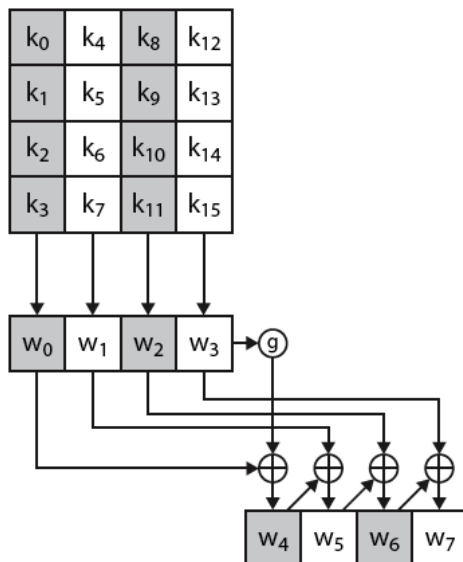 k₀ k₄ k₈ k₁₂
k₁ k₅ k₉ k₁₃
k₂ k₆ k₁₀ k₁₄
k₃ k₇ k₁₁ k₁₅
w₀ w₁ w₂ w₃ g
w₄ w₅ w₆ w₇